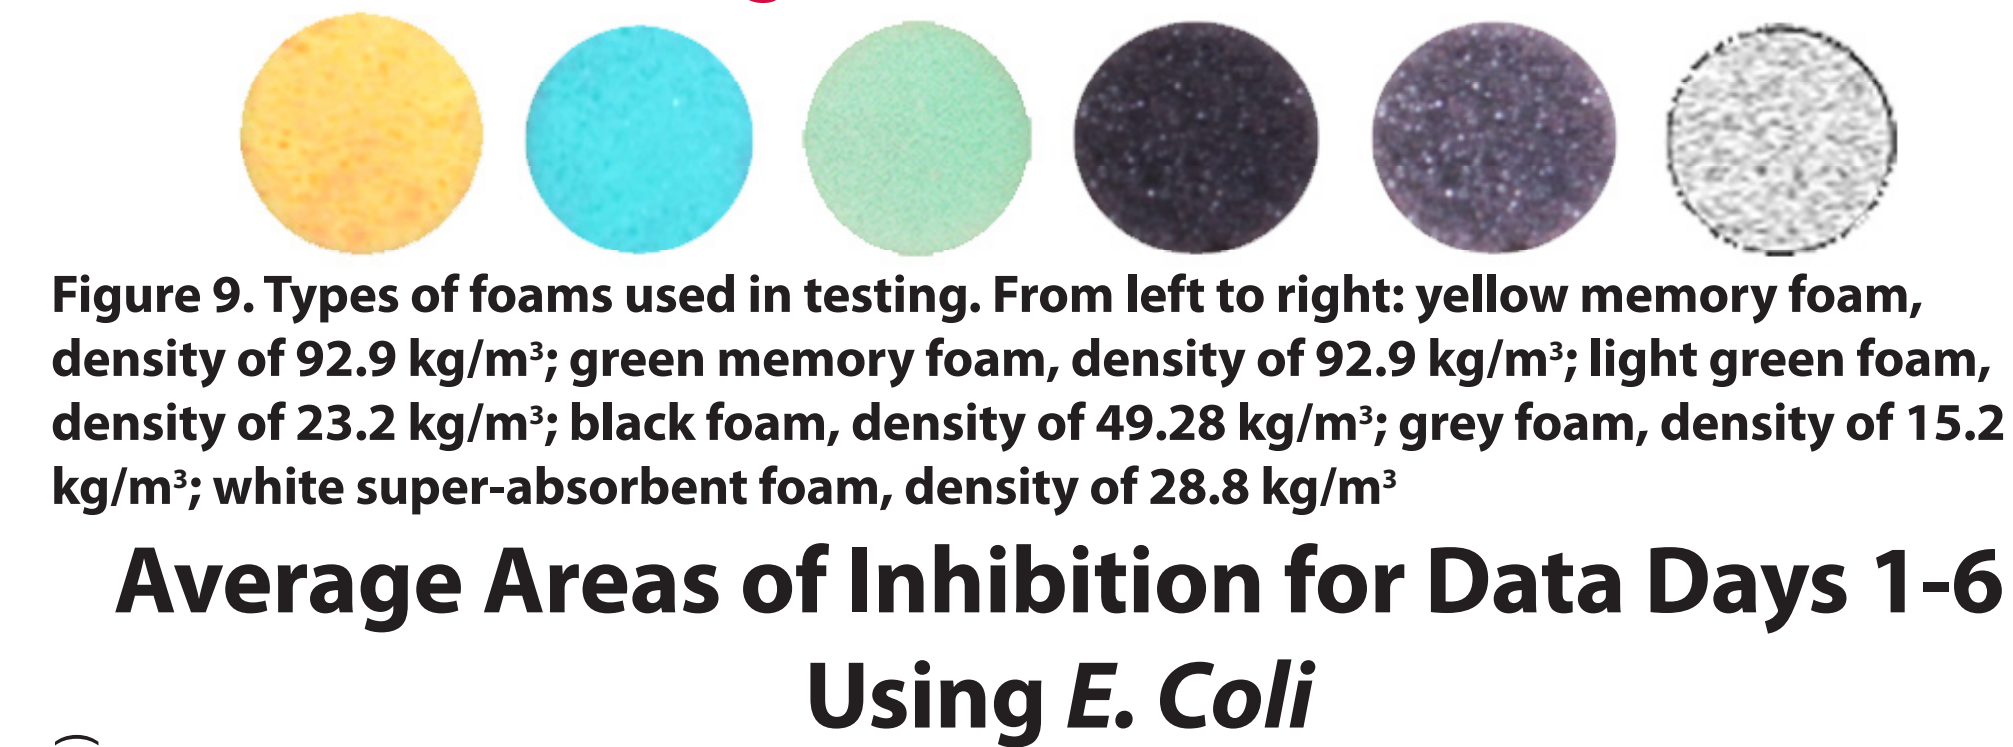 Figure 9. Types of foams used in testing. From left to right: yellow memory foam,
density of 92.9 kg/m³; green memory foam, density of 92.9 kg/m³; light green foam,
density of 23.2 kg/m³; black foam, density of 49.28 kg/m³; grey foam, density of 15.2
kg/m³; white super-absorbent foam, density of 28.8 kg/m³
Average Areas of Inhibition for Data Days 1-6
Using E. Coli